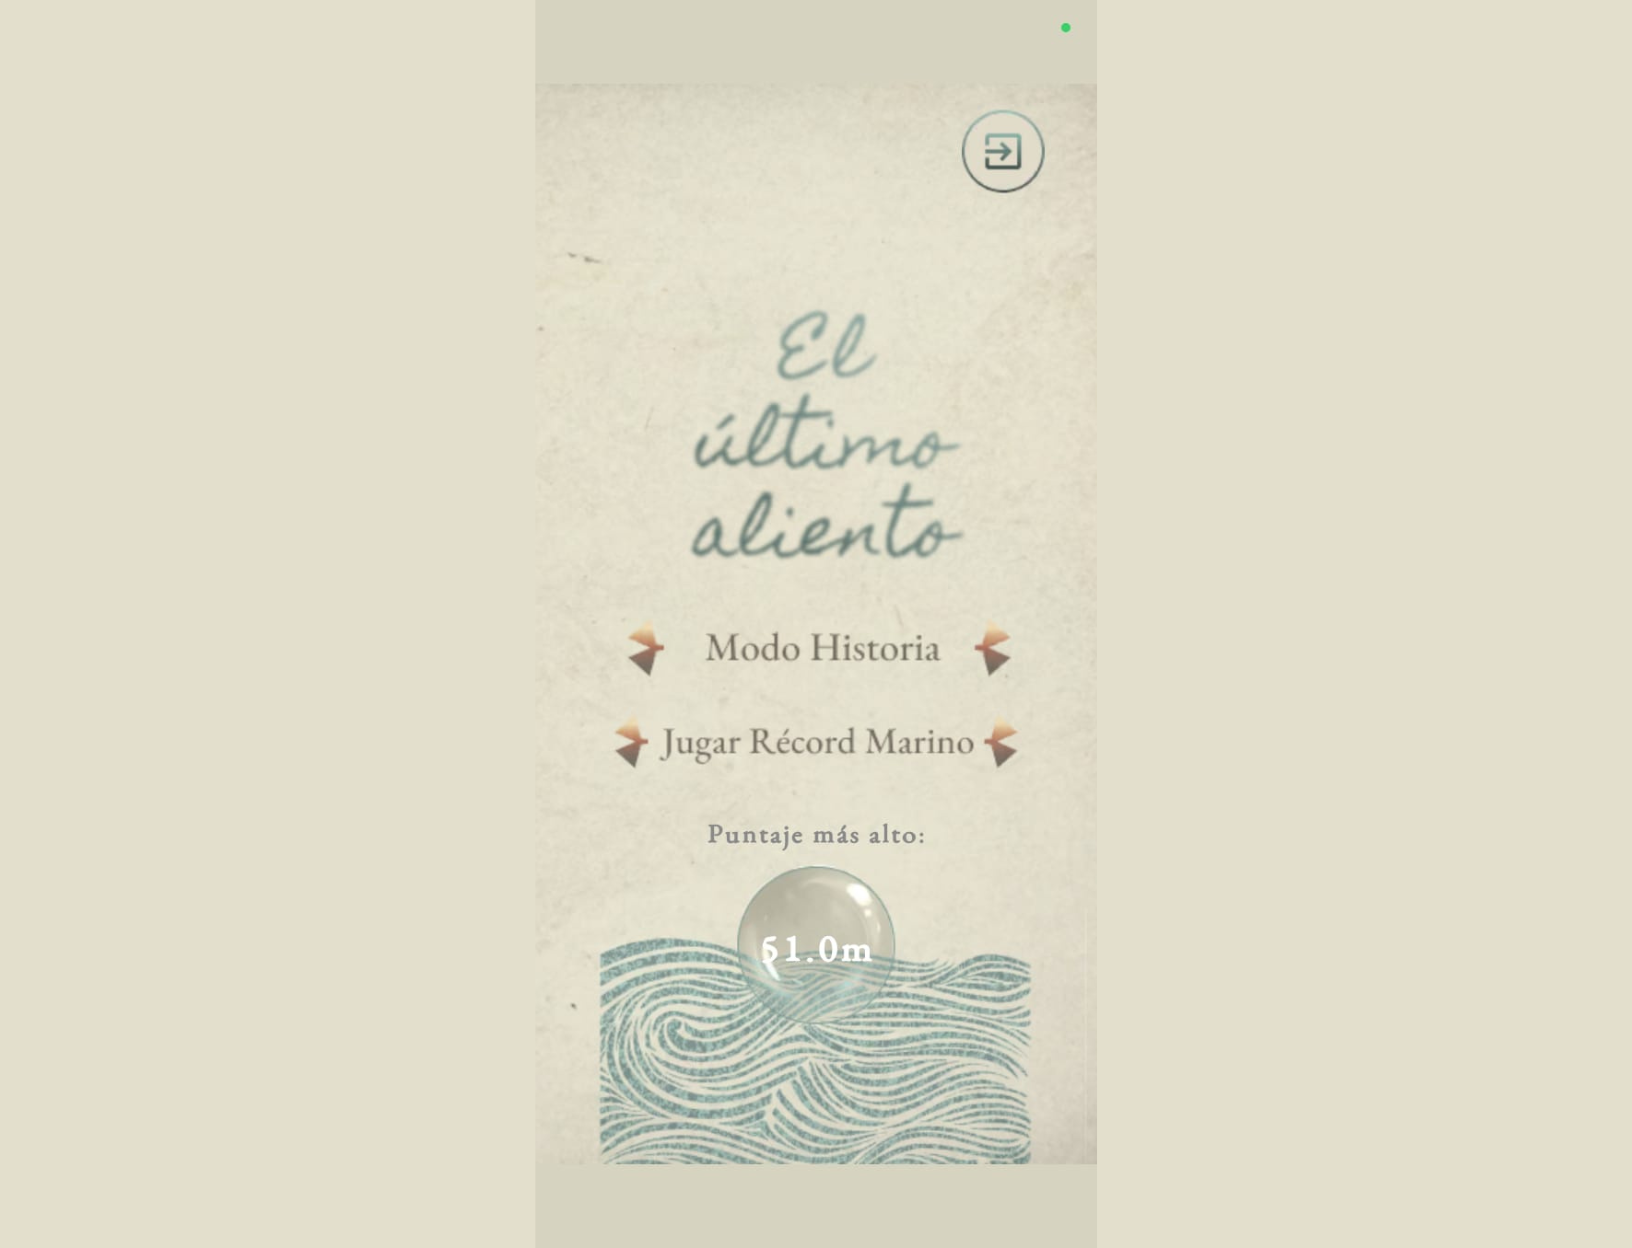 El
último
aliento
Modo Historia
Jugar Récord Marino
Puntaje más alto:
51.0m